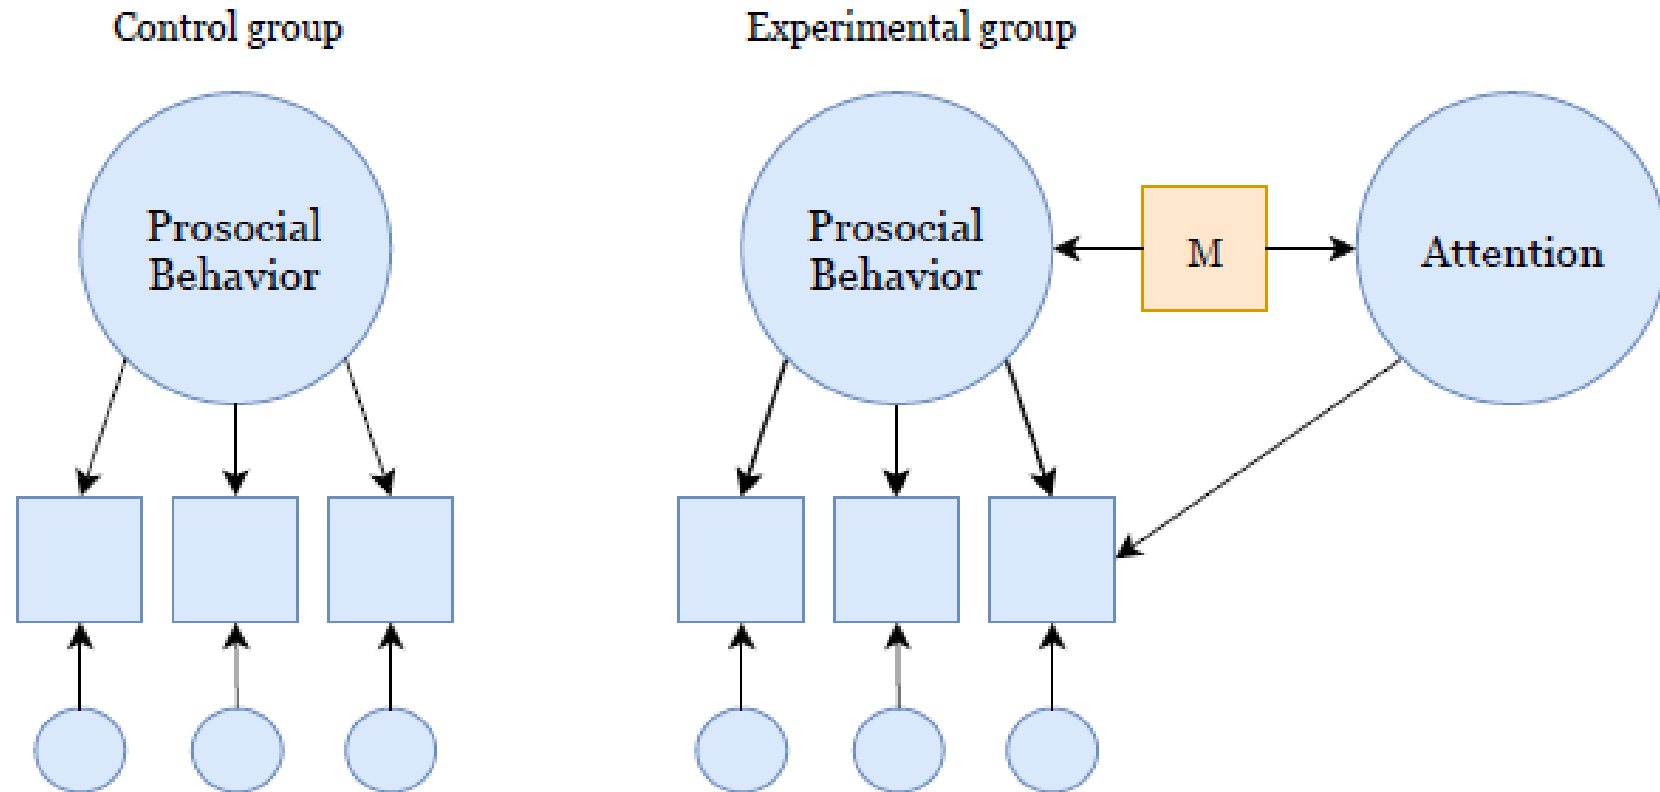 Control group
Experimental group
Prosocial
Behavior
Prosocial
Behavior
M
Attention